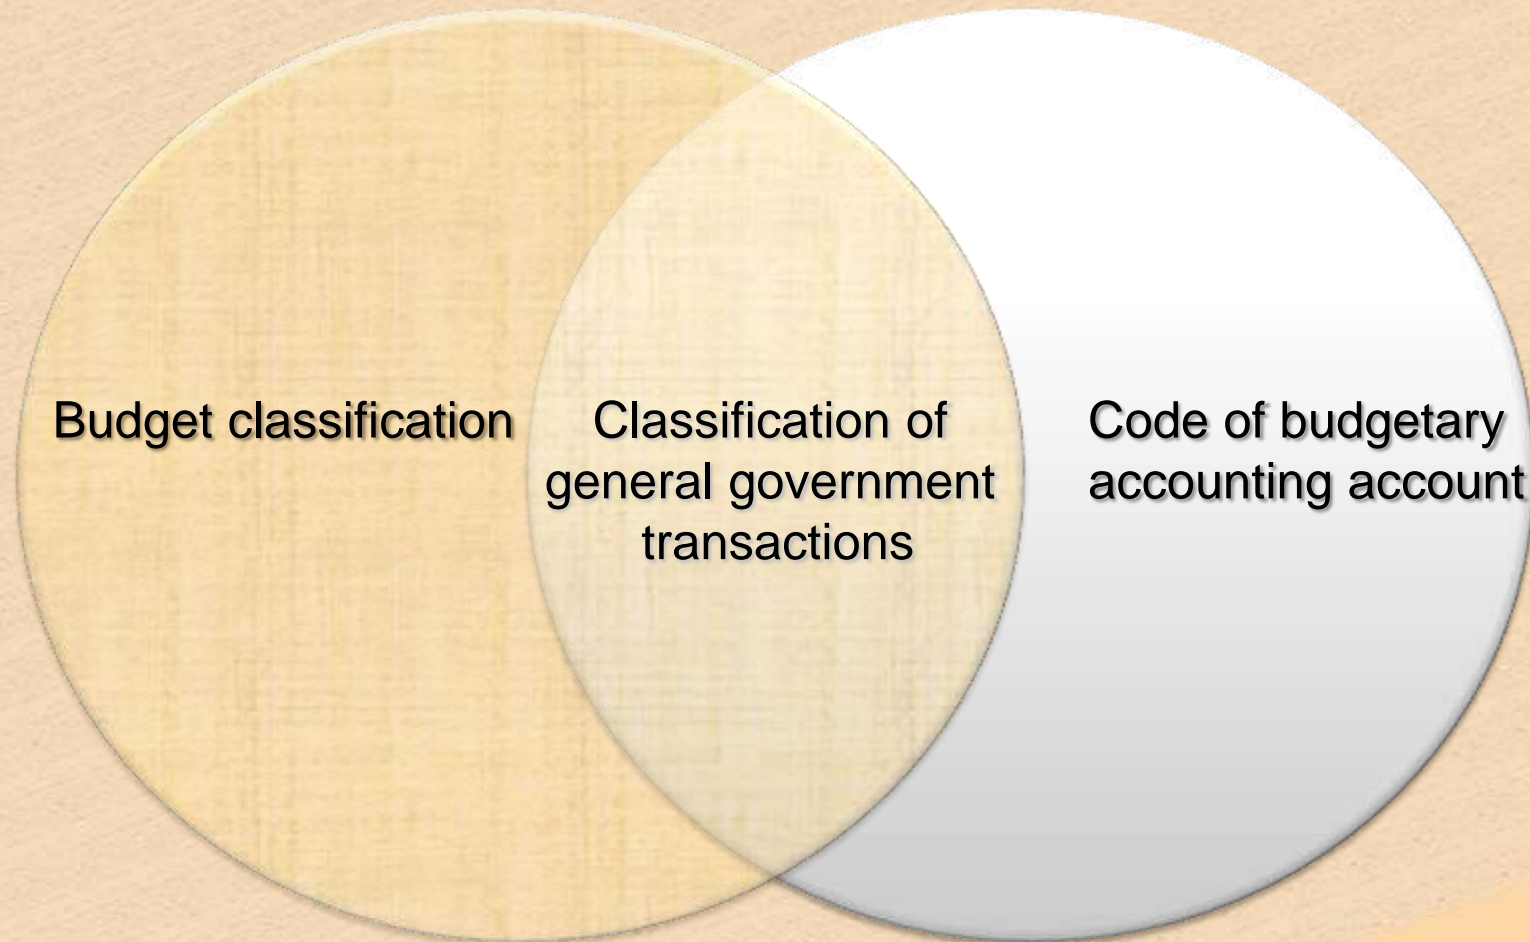 Budget classification
Classification of
general government
transactions
Code of budgetary
accounting account